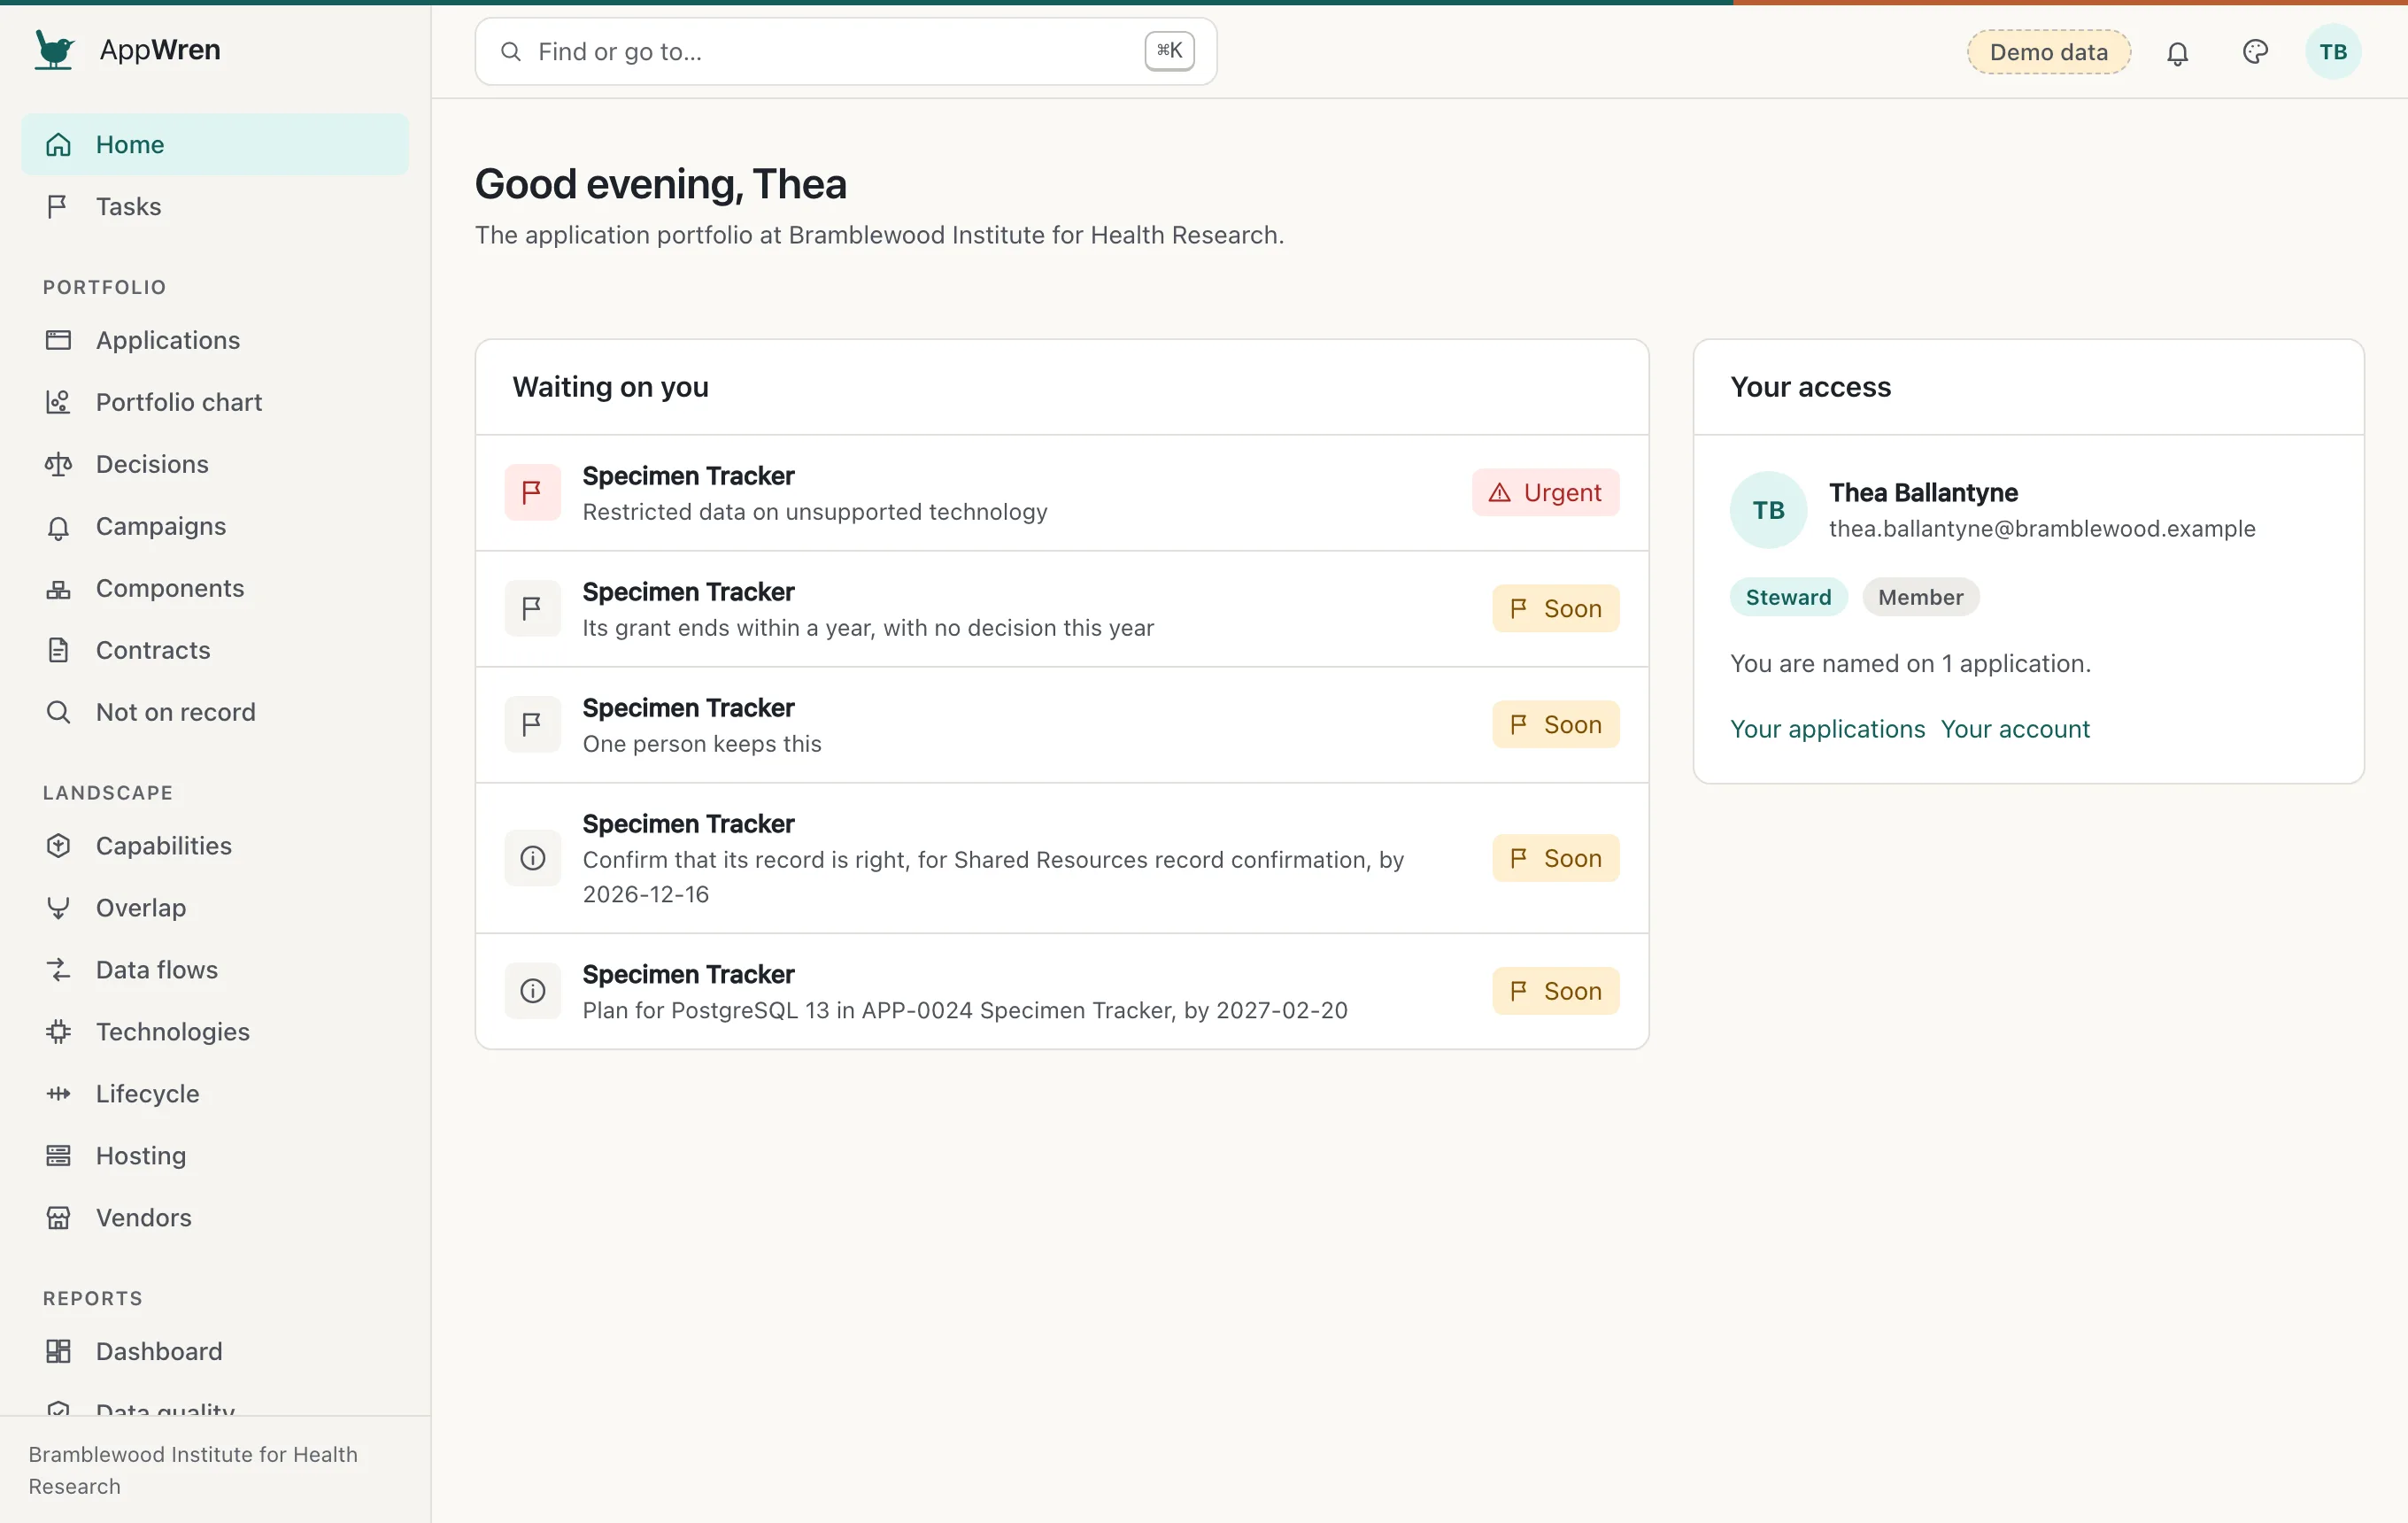 AppWren
Find or go to...
⌘K
Demo data
TB
Home
Tasks
PORTFOLIO
Applications
Portfolio chart
Decisions
Campaigns
Components
Contracts
Not on record
LANDSCAPE
Capabilities
Overlap
Data flows
Technologies
Lifecycle
Hosting
Vendors
REPORTS
Dashboard
Data quality
Bramblewood Institute for Health
Research
Good evening, Thea
The application portfolio at Bramblewood Institute for Health Research.
Waiting on you
Specimen Tracker
Restricted data on unsupported technology
Urgent
Specimen Tracker
Its grant ends within a year, with no decision this year
Soon
Specimen Tracker
One person keeps this
Soon
Specimen Tracker
Confirm that its record is right, for Shared Resources record confirmation, by
2026-12-16
Soon
Specimen Tracker
Plan for PostgreSQL 13 in APP-0024 Specimen Tracker, by 2027-02-20
Soon
Your access
TB
Thea Ballantyne
thea.ballantyne@bramblewood.example
Steward Member
You are named on 1 application.
Your applications Your account